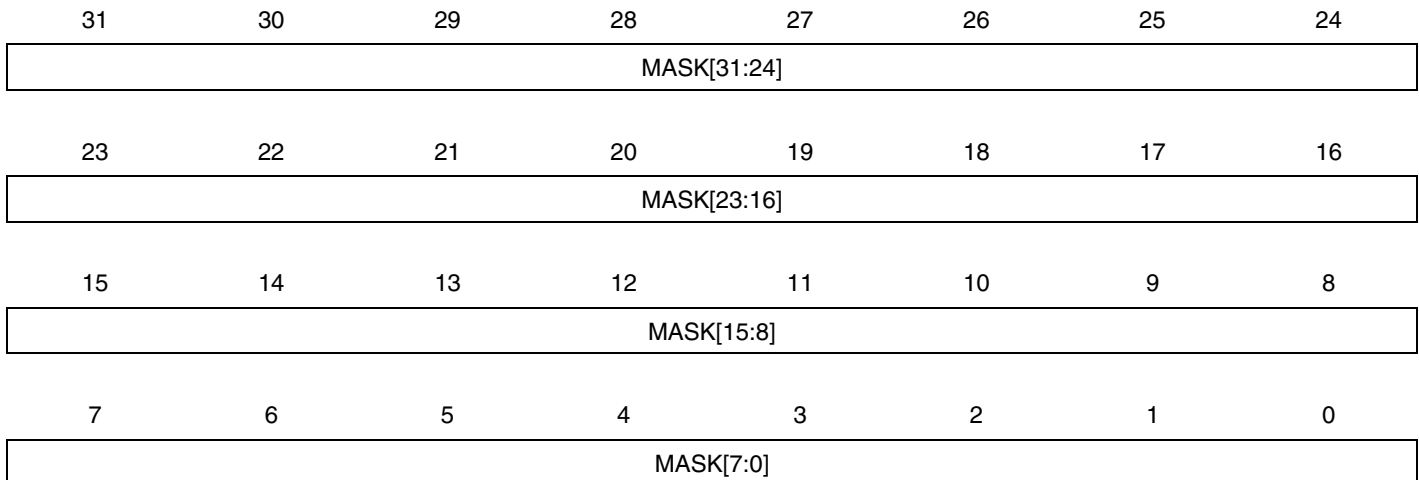 31 30 29 28 27 26 25 24
MASK[31:24]
23 22 21 20 19 18 17 16
MASK[23:16]
15 14 13 12 11 10 9 8
MASK[15:8]
7 6 5 4 3 2 1 0
MASK[7:0]